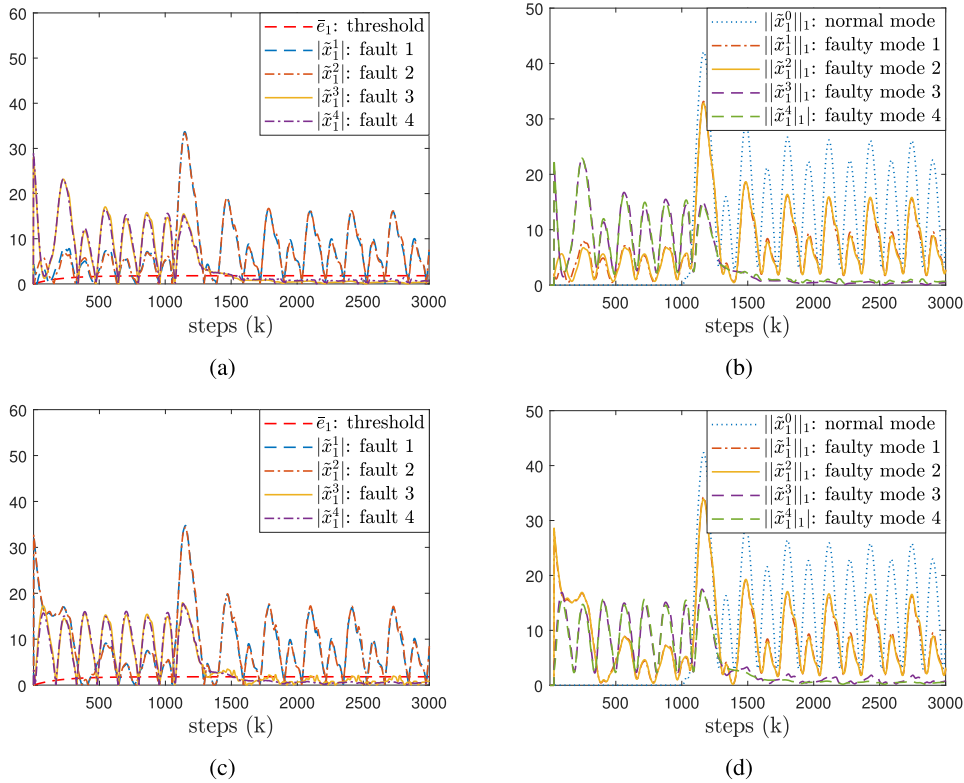 60
50
40
30
20
10
0
ē₁: threshold
|x̃₁¹|: fault 1
|x̃₁²|: fault 2
|x̃₁³|: fault 3
|x̃₁⁴|: fault 4
500 1000 1500 2000 2500 3000
steps (k)
(a)
50
40
30
20
10
0
||x̃₁⁰||₁: normal mode
||x̃₁¹||₁: faulty mode 1
||x̃₁²||₁: faulty mode 2
||x̃₁³||₁: faulty mode 3
||x̃₁⁴|₁|: faulty mode 4
500 1000 1500 2000 2500 3000
steps (k)
(b)
60
50
40
30
20
10
0
ē₁: threshold
|x̃₁¹|: fault 1
|x̃₁²|: fault 2
|x̃₁³|: fault 3
|x̃₁⁴|: fault 4
500 1000 1500 2000 2500 3000
steps (k)
(c)
50
40
30
20
10
0
||x̃₁⁰||₁: normal mode
||x̃₁¹||₁: faulty mode 1
||x̃₁²||₁: faulty mode 2
||x̃₁³||₁: faulty mode 3
||x̃₁⁴|₁|: faulty mode 4
500 1000 1500 2000 2500 3000
steps (k)
(d)